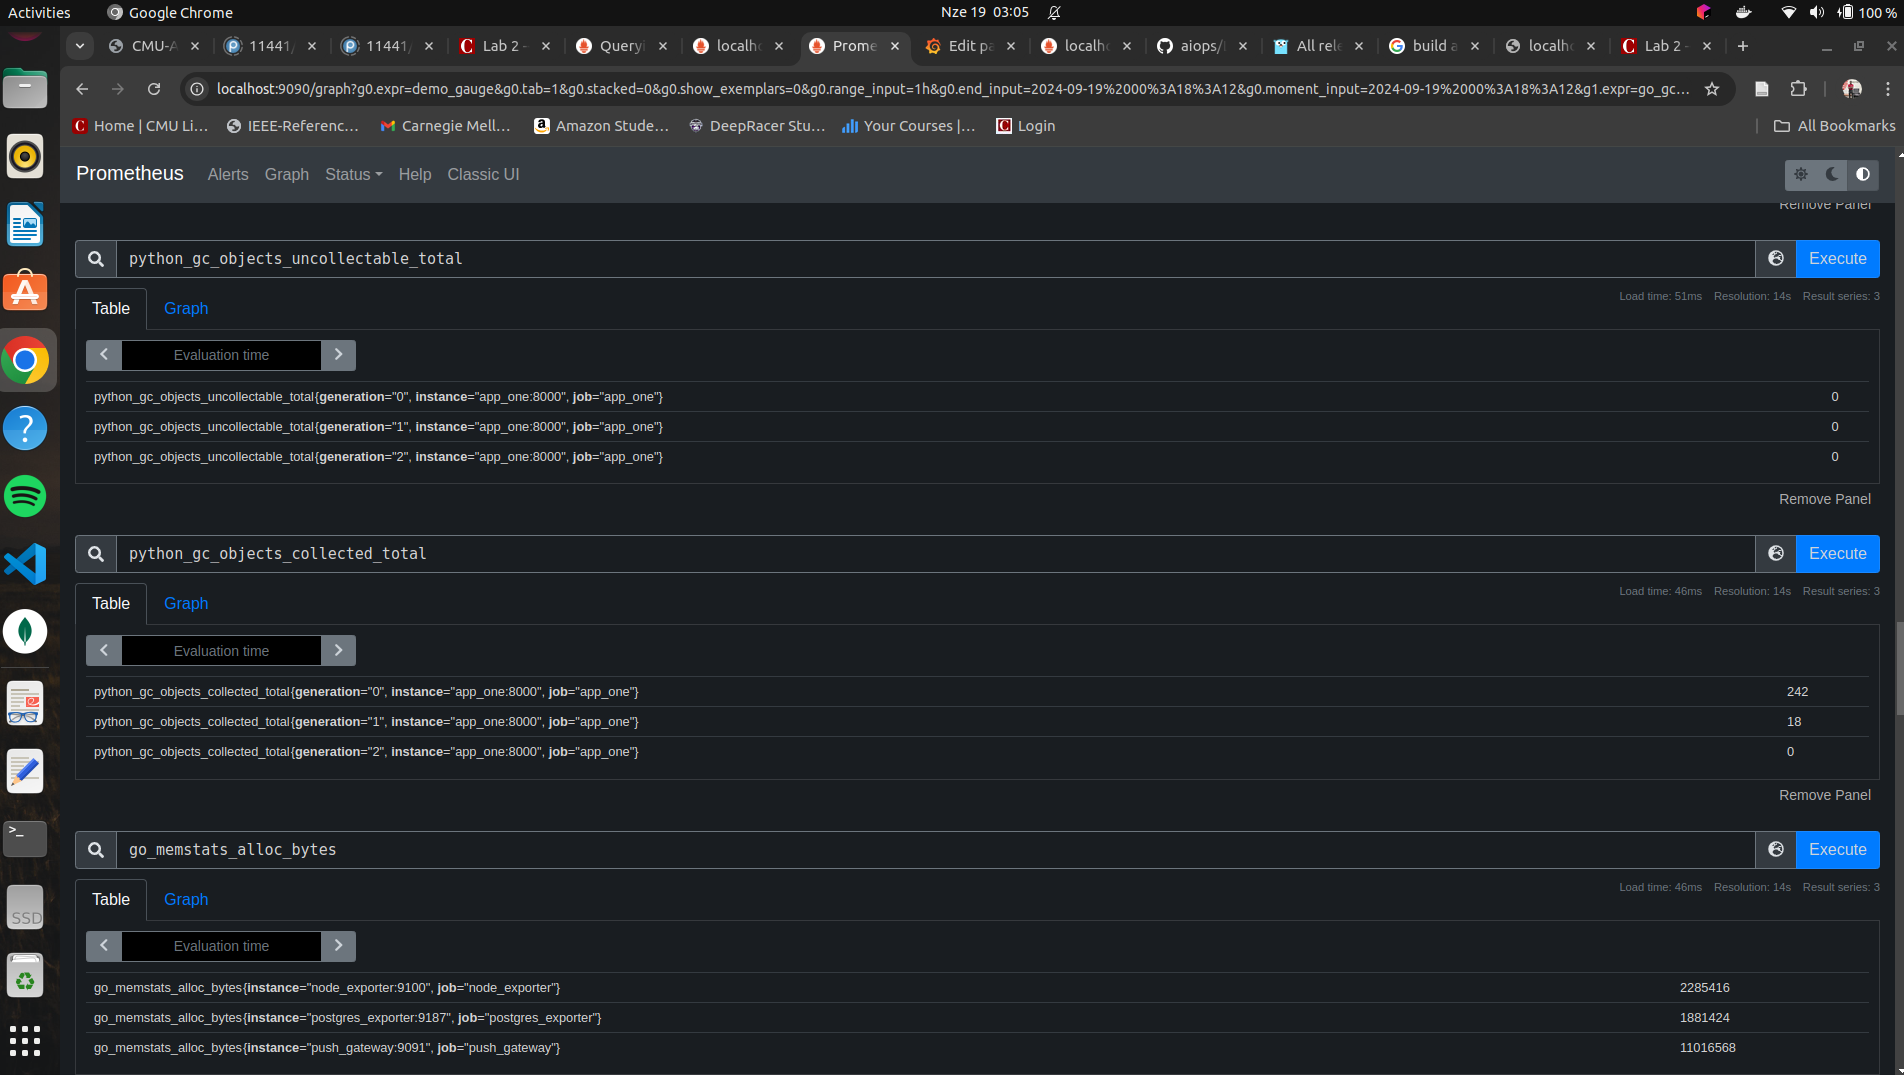 Activities
Google Chrome
Nze 19 03:05
100 %
CMU-A
11441/
11441/
Lab 2 -
Queryi
localho
Prome
Edit pa
localho
aiops/l
All rele
build a
localho
Lab 2 -
localhost:9090/graph?g0.expr=demo_gauge&g0.tab=1&g0.stacked=0&g0.show_exemplars=0&g0.range_input=1h&g0.end_input=2024-09-19%2000%3A18%3A12&g0.moment_input=2024-09-19%2000%3A18%3A12&g1.expr=go_gc...
Home | CMU Li...
IEEE-Referenc...
Carnegie Mell...
Amazon Stude...
DeepRacer Stu...
Your Courses |...
Login
All Bookmarks
Prometheus
Alerts
Graph
Status
Help
Classic UI
Remove Panel
python_gc_objects_uncollectable_total
Execute
Table
Graph
Load time: 51ms Resolution: 14s Result series: 3
Evaluation time
python_gc_objects_uncollectable_total{generation="0", instance="app_one:8000", job="app_one"} 0
python_gc_objects_uncollectable_total{generation="1", instance="app_one:8000", job="app_one"} 0
python_gc_objects_uncollectable_total{generation="2", instance="app_one:8000", job="app_one"} 0
Remove Panel
python_gc_objects_collected_total
Execute
Table
Graph
Load time: 46ms Resolution: 14s Result series: 3
Evaluation time
python_gc_objects_collected_total{generation="0", instance="app_one:8000", job="app_one"} 242
python_gc_objects_collected_total{generation="1", instance="app_one:8000", job="app_one"} 18
python_gc_objects_collected_total{generation="2", instance="app_one:8000", job="app_one"} 0
Remove Panel
go_memstats_alloc_bytes
Execute
Table
Graph
Load time: 46ms Resolution: 14s Result series: 3
Evaluation time
go_memstats_alloc_bytes{instance="node_exporter:9100", job="node_exporter"} 2285416
go_memstats_alloc_bytes{instance="postgres_exporter:9187", job="postgres_exporter"} 1881424
go_memstats_alloc_bytes{instance="push_gateway:9091", job="push_gateway"} 11016568
SSD